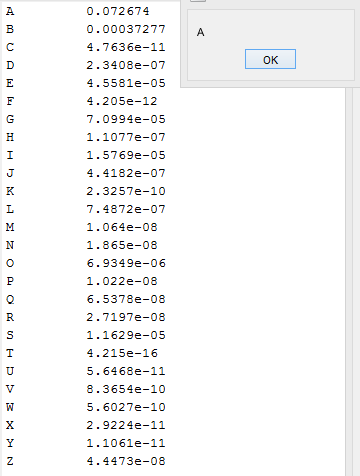 A 0.072674
B 0.00037277
C 4.7636e-11
D 2.3408e-07
E 4.5581e-05
F 4.205e-12
G 7.0994e-05
H 1.1077e-07
I 1.5769e-05
J 4.4182e-07
K 2.3257e-10
L 7.4872e-07
M 1.064e-08
N 1.865e-08
O 6.9349e-06
P 1.022e-08
Q 6.5378e-08
R 2.7197e-08
S 1.1629e-05
T 4.215e-16
U 5.6468e-11
V 8.3654e-10
W 5.6027e-10
X 2.9224e-11
Y 1.1061e-11
Z 4.4473e-08
A
OK